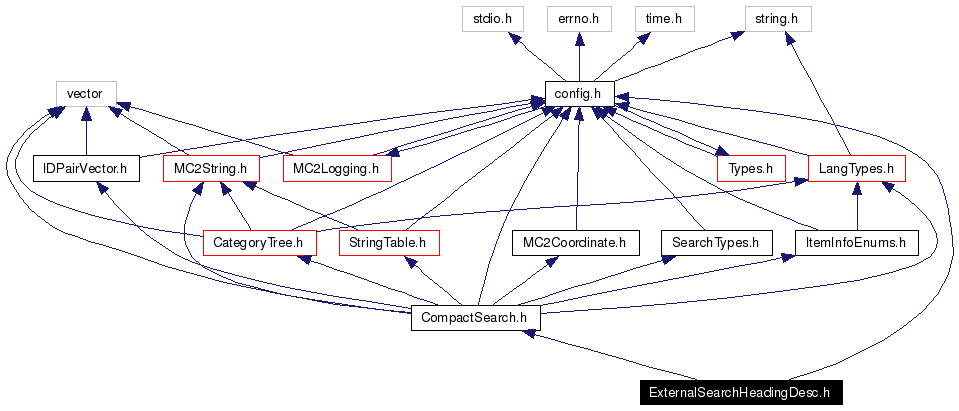 stdio.h
errno.h
time.h
string.h
vector
config.h
IDPairVector.h
MC2String.h
MC2Logging.h
Types.h
LangTypes.h
CategoryTree.h
StringTable.h
MC2Coordinate.h
SearchTypes.h
ItemInfoEnums.h
CompactSearch.h
ExternalSearchHeadingDesc.h